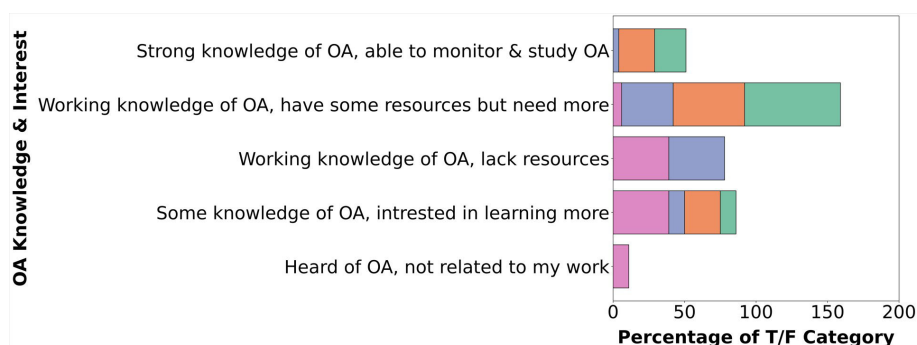 OA Knowledge & Interest
Strong knowledge of OA, able to monitor & study OA
Working knowledge of OA, have some resources but need more
Working knowledge of OA, lack resources
Some knowledge of OA, intrested in learning more
Heard of OA, not related to my work
0 50 100 150 200
Percentage of T/F Category